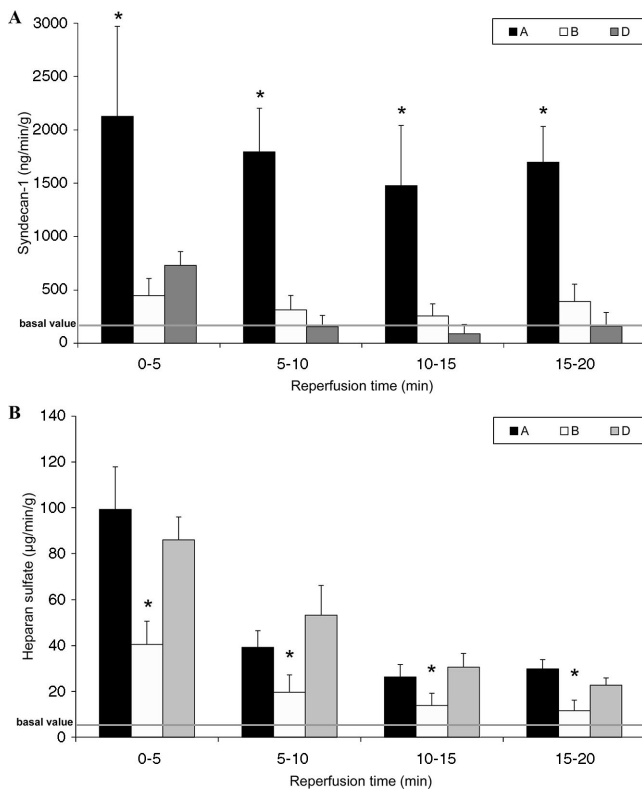 A
A B D
3000
2500
2000
1500
1000
500
0
Syndecan-1 (ng/min/g)
basal value
* * * *
0-5 5-10 10-15 15-20
Reperfusion time (min)
B
A B D
140
120
100
80
60
40
20
0
Heparan sulfate (µg/min/g)
basal value
* * * *
0-5 5-10 10-15 15-20
Reperfusion time (min)